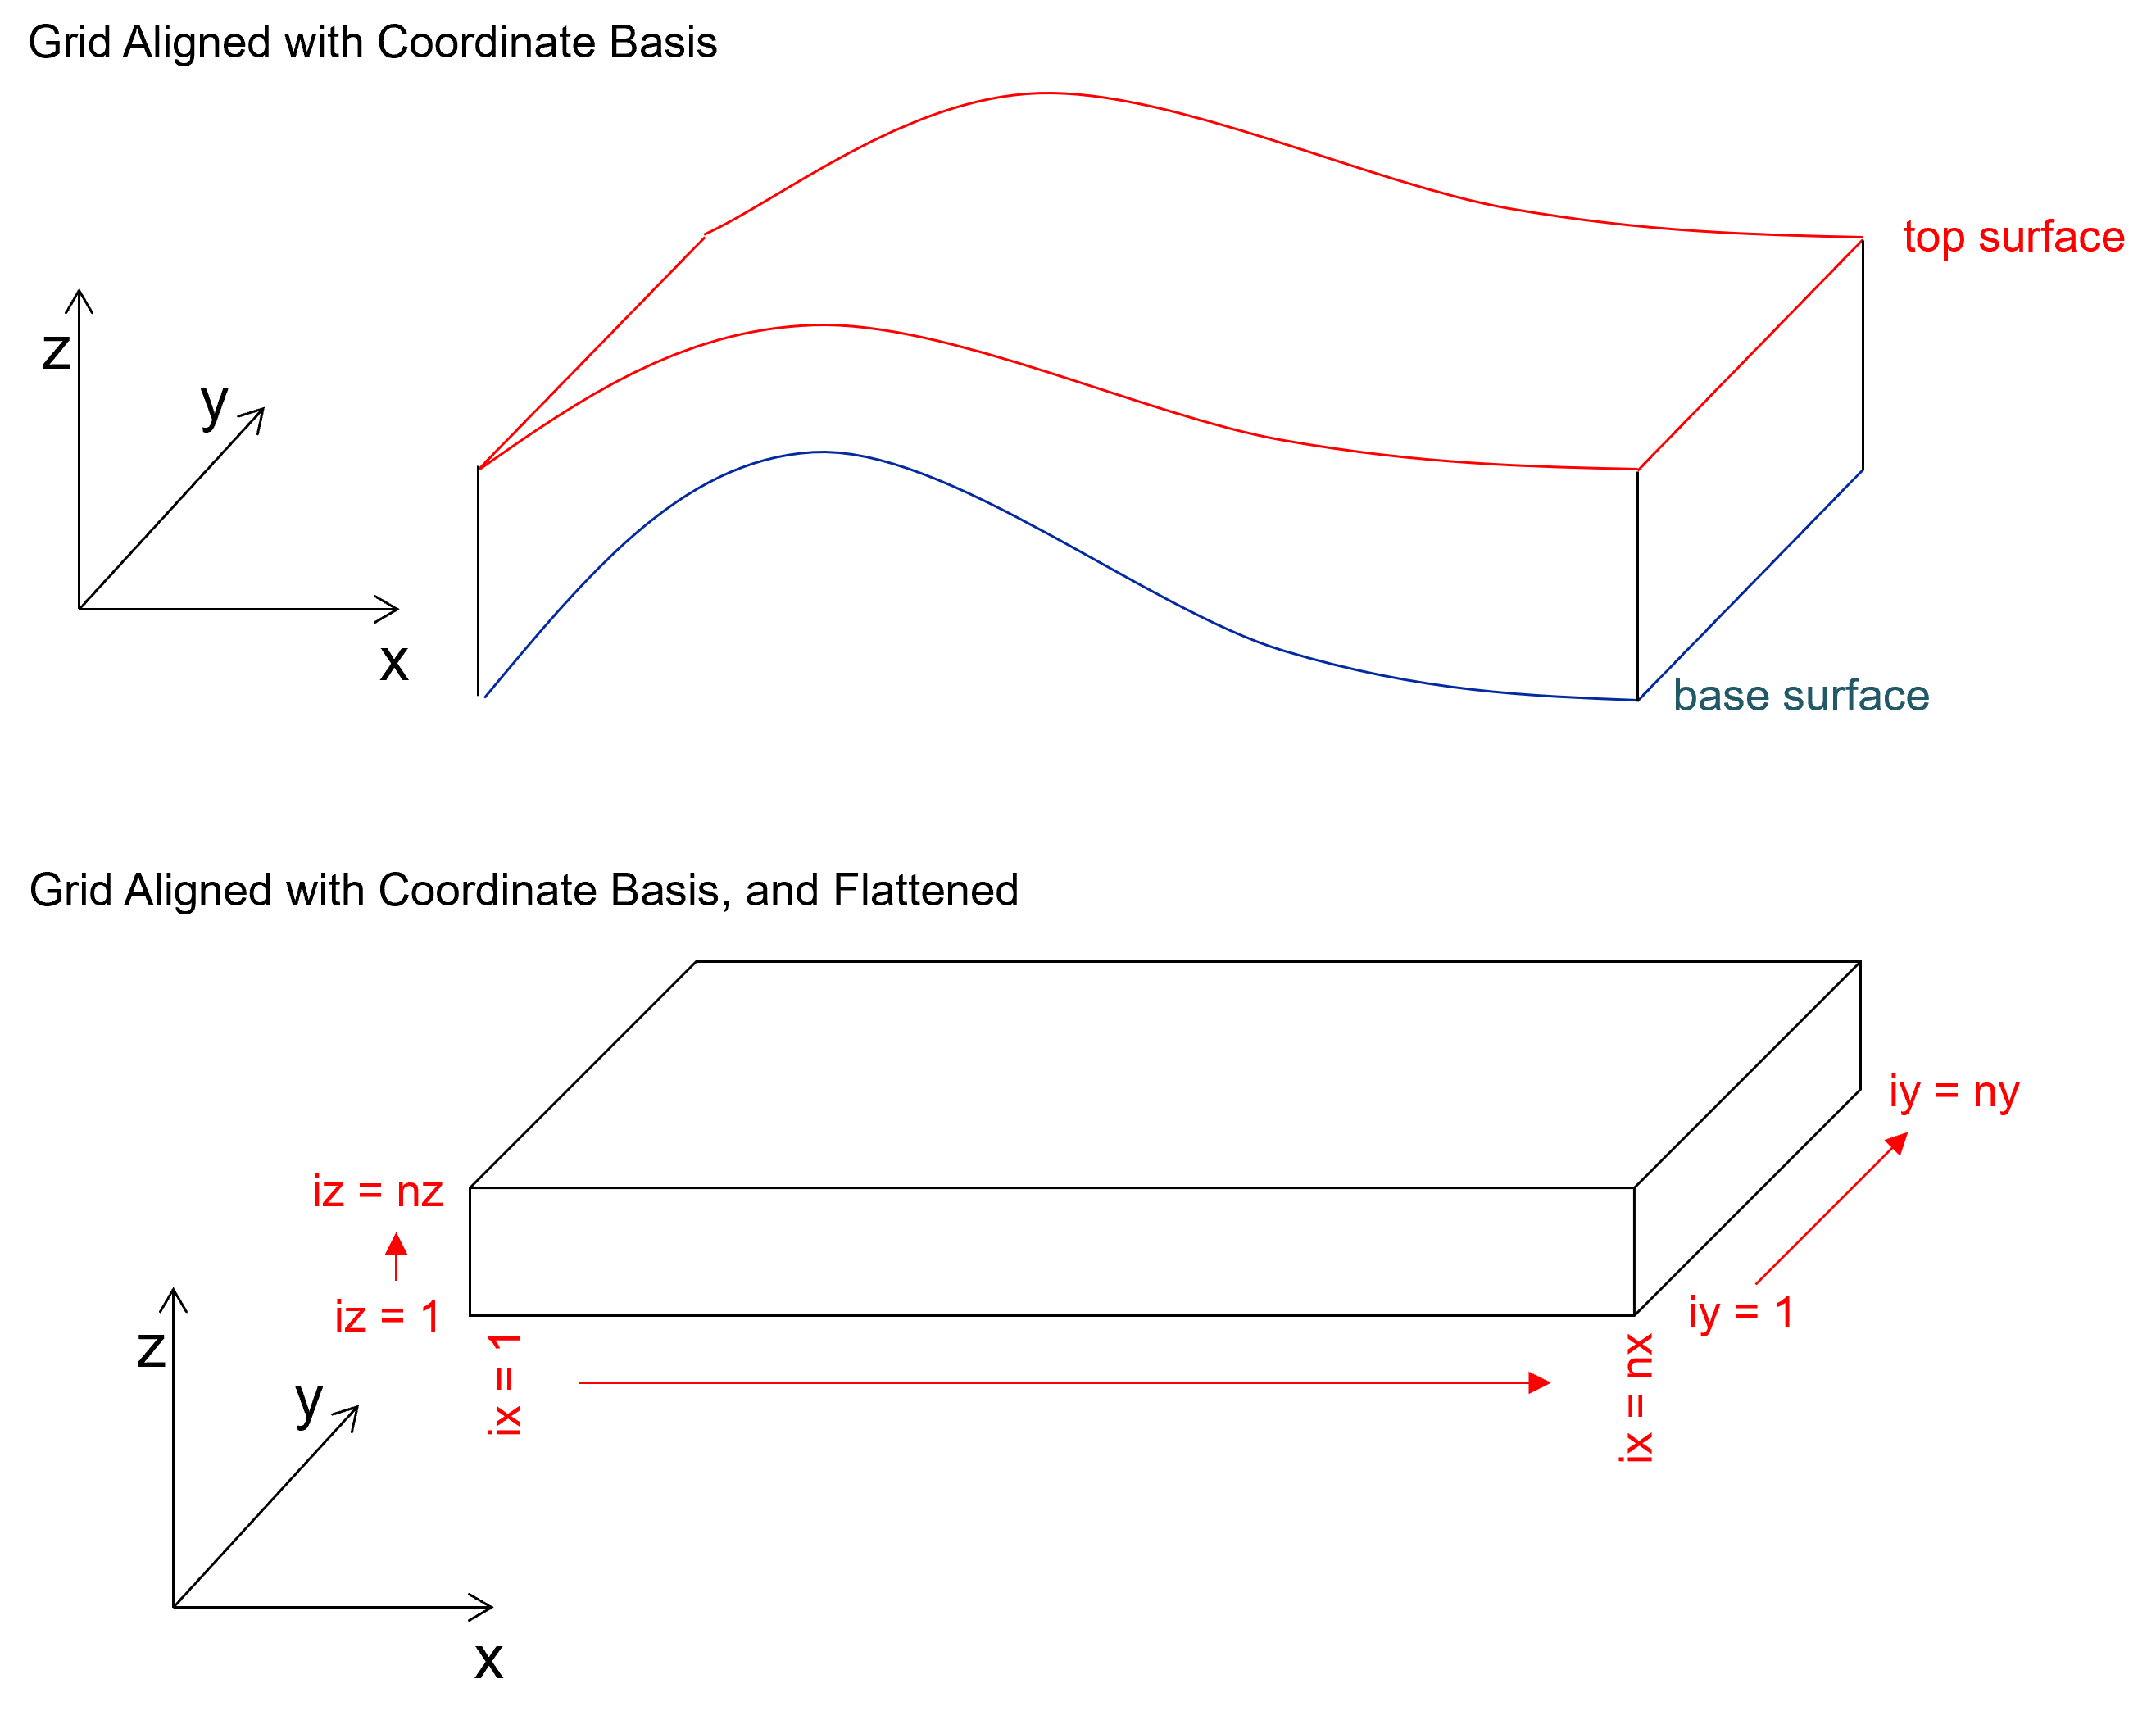 Grid Aligned with Coordinate Basis
top surface
z
y
x
base surface
Grid Aligned with Coordinate Basis, and Flattened
iy = ny
iz = nz
iz = 1
iy = 1
ix = 1
ix = nx
z
y
x